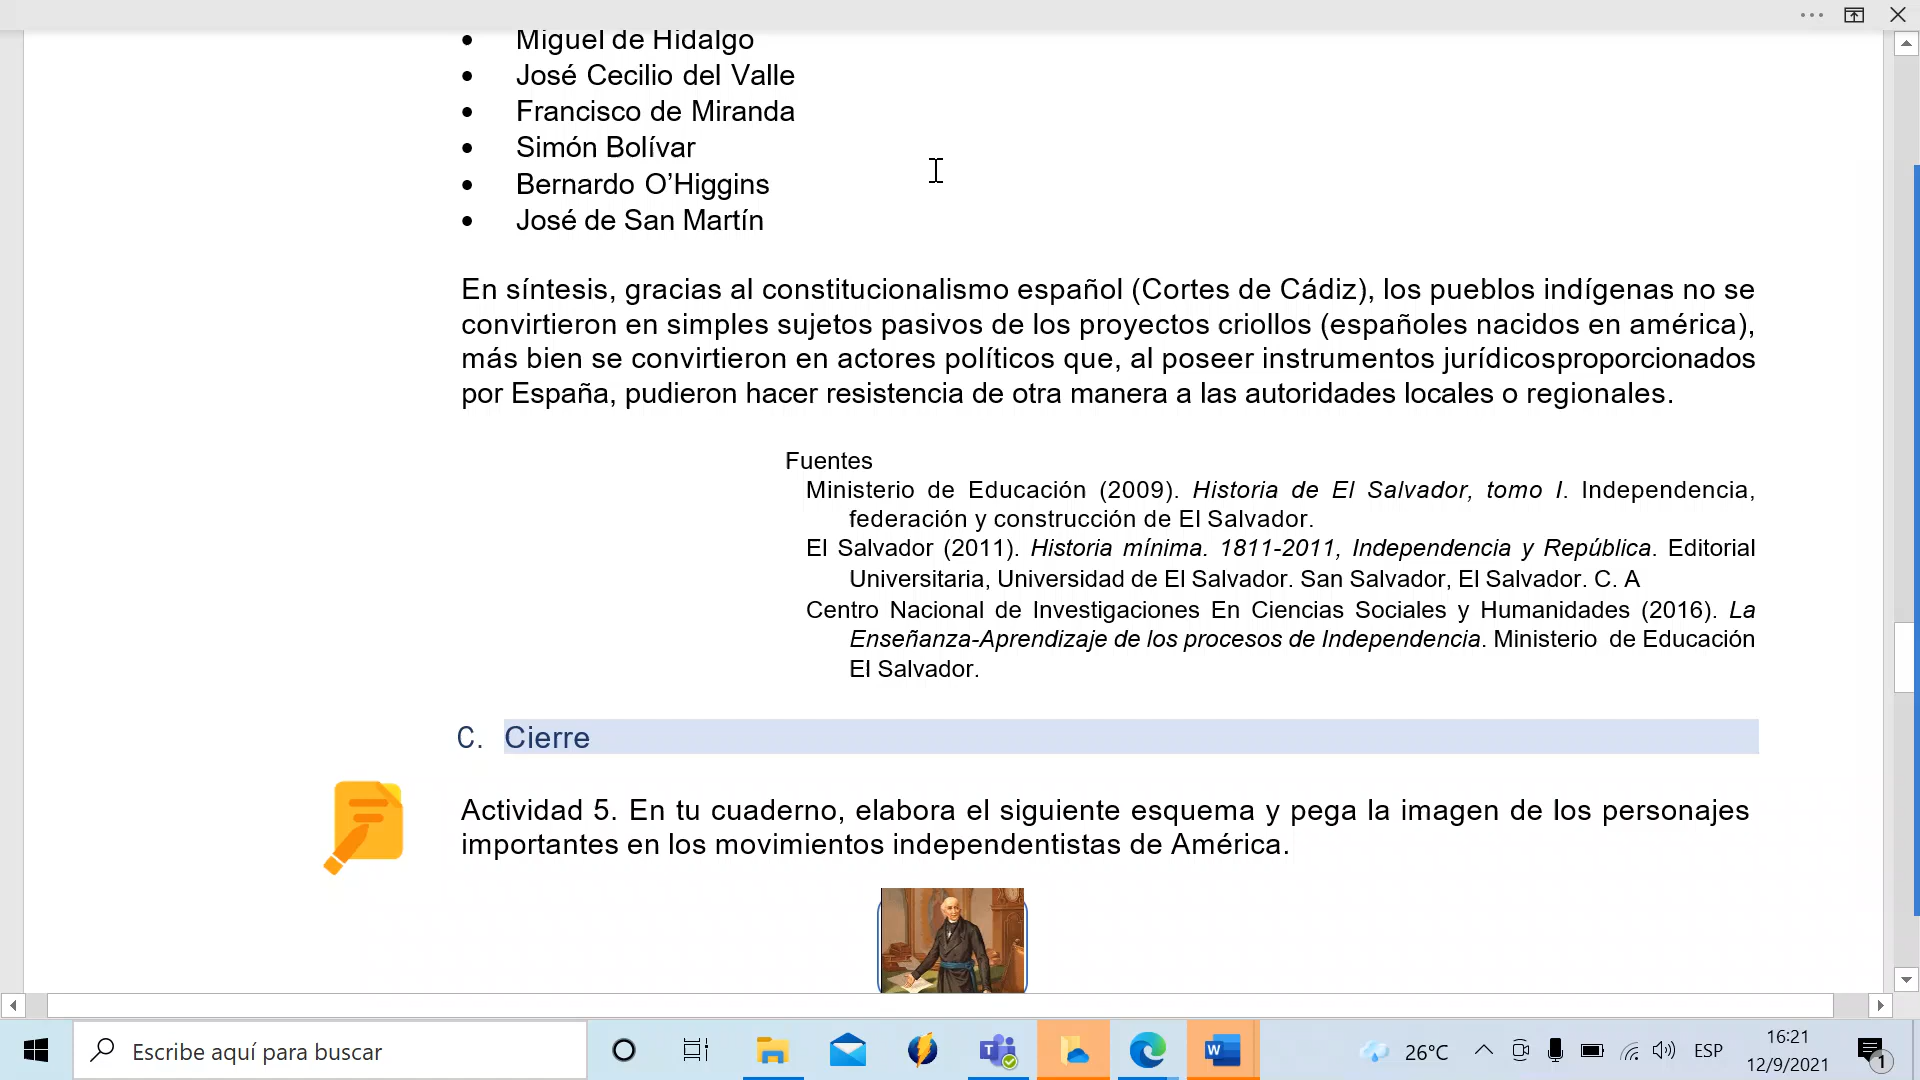 • Miguel de Hidalgo
• José Cecilio del Valle
• Francisco de Miranda
• Simón Bolívar
• Bernardo O’Higgins
• José de San Martín
En síntesis, gracias al constitucionalismo español (Cortes de Cádiz), los pueblos indígenas no se
convirtieron en simples sujetos pasivos de los proyectos criollos (españoles nacidos en américa),
más bien se convirtieron en actores políticos que, al poseer instrumentos jurídicosproporcionados
por España, pudieron hacer resistencia de otra manera a las autoridades locales o regionales.
Fuentes
Ministerio de Educación (2009). Historia de El Salvador, tomo I. Independencia,
federación y construcción de El Salvador.
El Salvador (2011). Historia mínima. 1811-2011, Independencia y República. Editorial
Universitaria, Universidad de El Salvador. San Salvador, El Salvador. C. A
Centro Nacional de Investigaciones En Ciencias Sociales y Humanidades (2016). La
Enseñanza-Aprendizaje de los procesos de Independencia. Ministerio de Educación
El Salvador.
C. Cierre
Actividad 5. En tu cuaderno, elabora el siguiente esquema y pega la imagen de los personajes
importantes en los movimientos independentistas de América.
Escribe aquí para buscar
T
W
26°C
ESP
16:21
12/9/2021
1